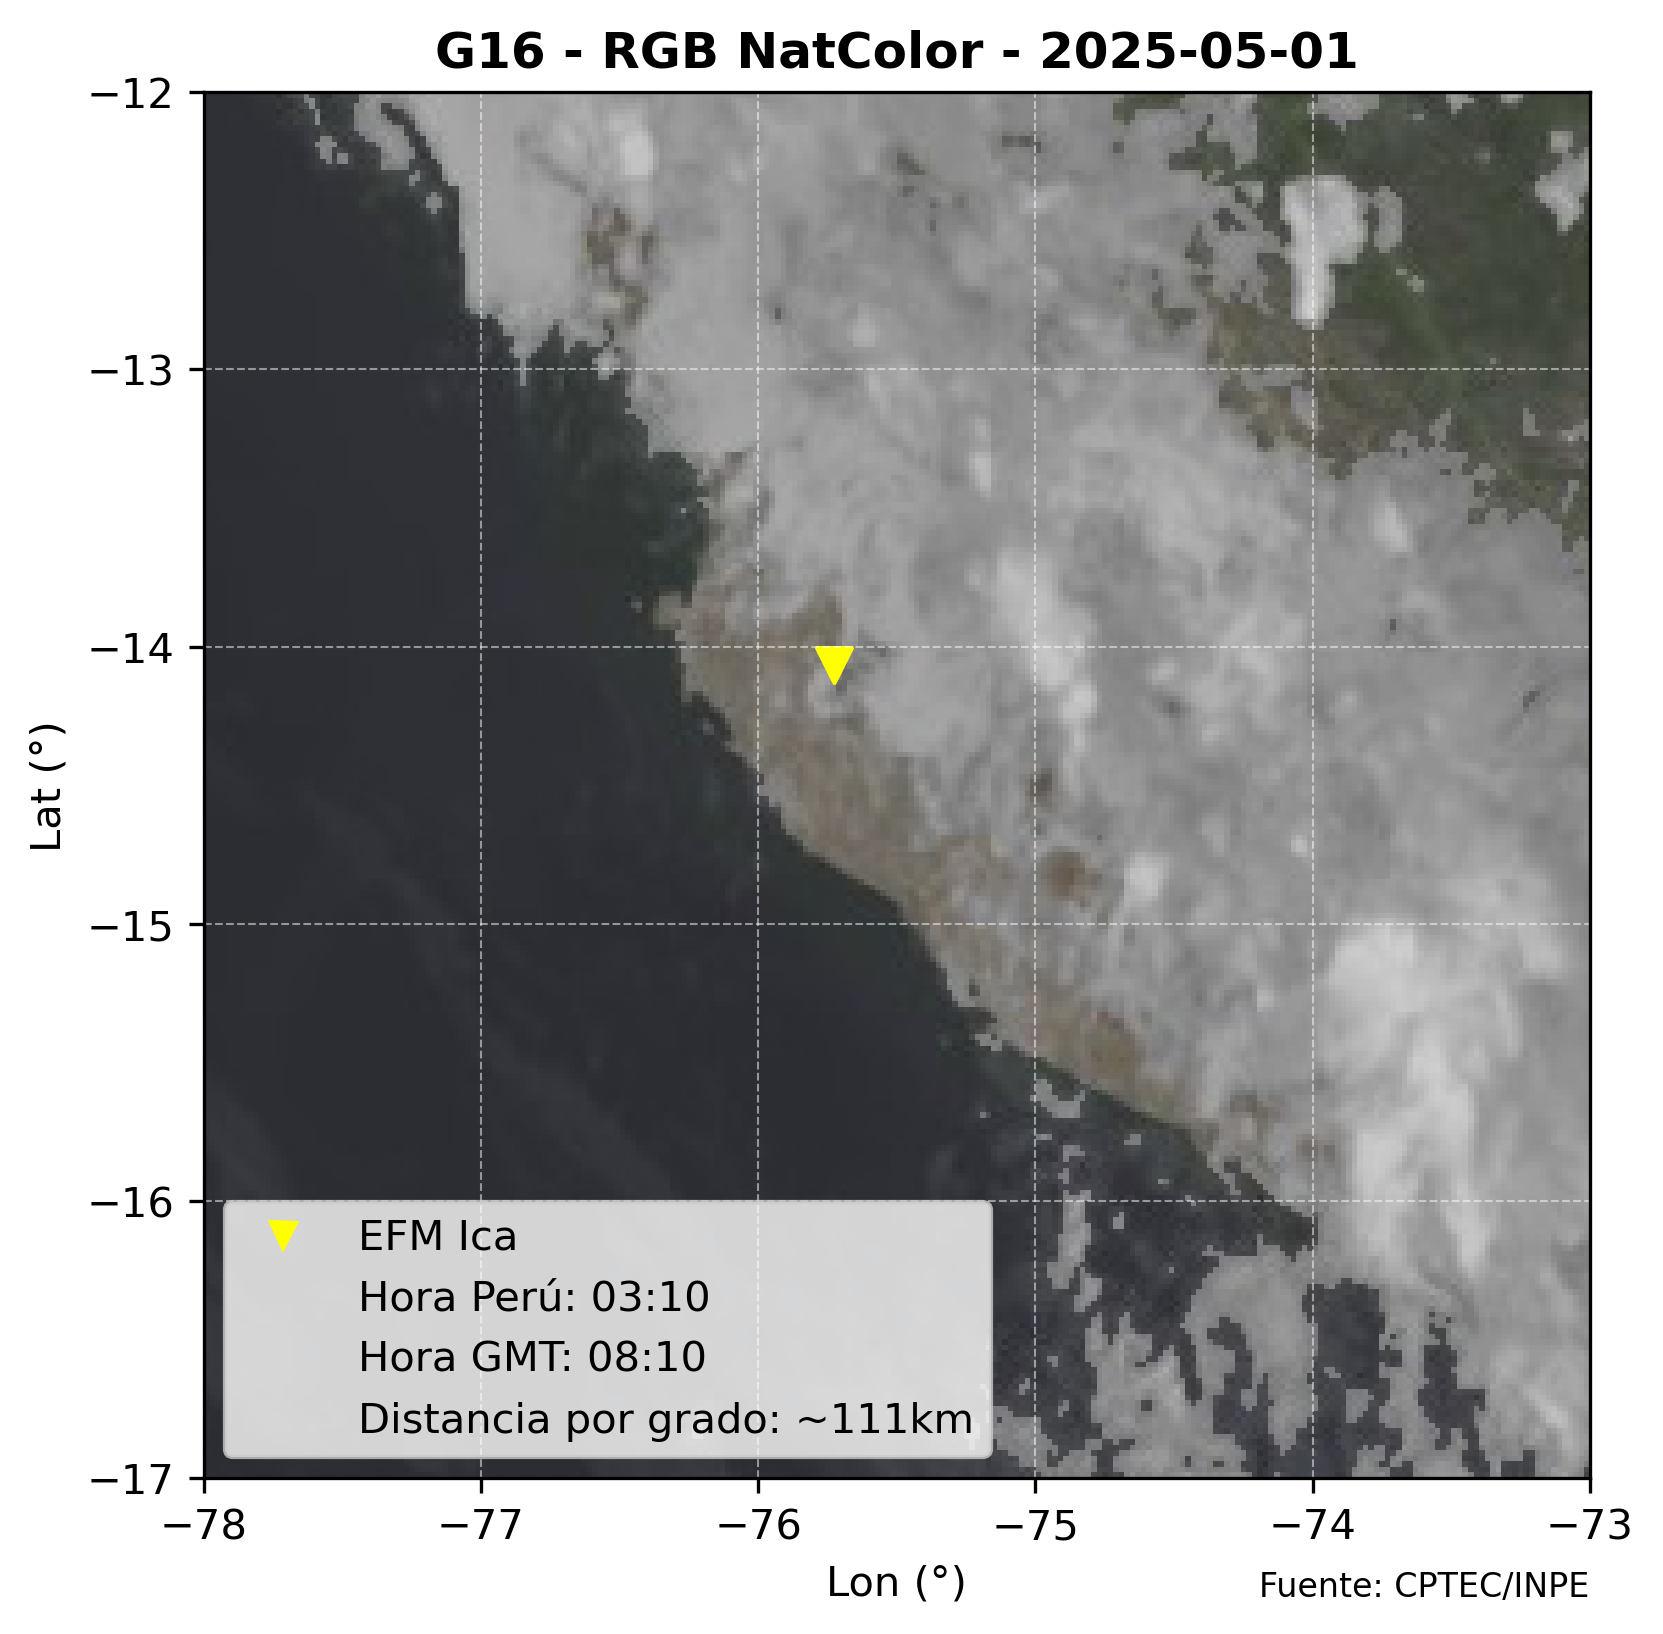 G16 - RGB NatColor - 2025-05-01
−12
−13
−14
−15
−16
−17
Lat (°)
EFM Ica
Hora Perú: 03:10
Hora GMT: 08:10
Distancia por grado: ~111km
−78
−77
−76
−75
−74
−73
Lon (°)
Fuente: CPTEC/INPE